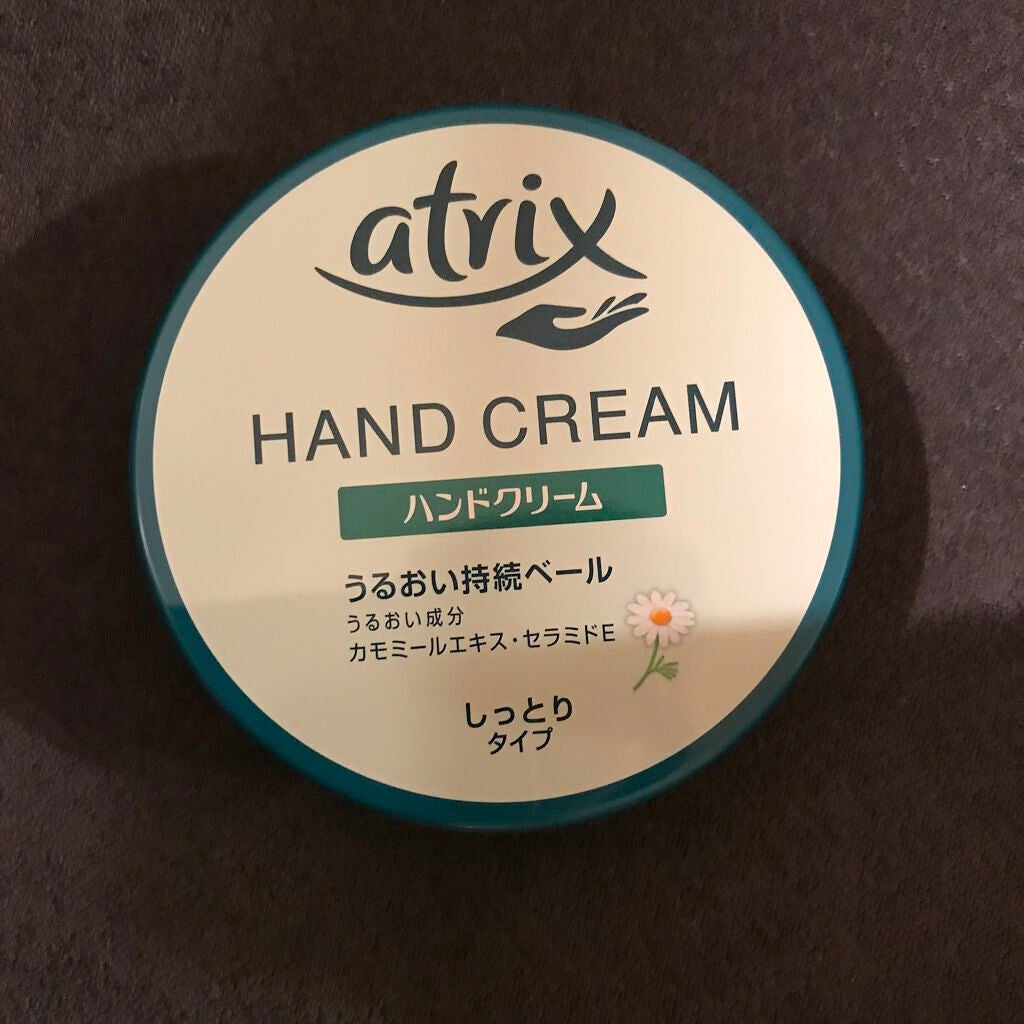 atrix
HAND CREAM
ハンドクリーム
うるおい持続ベール
うるおい成分
カモミールエキス・セラミドE
しっとり
タイプ